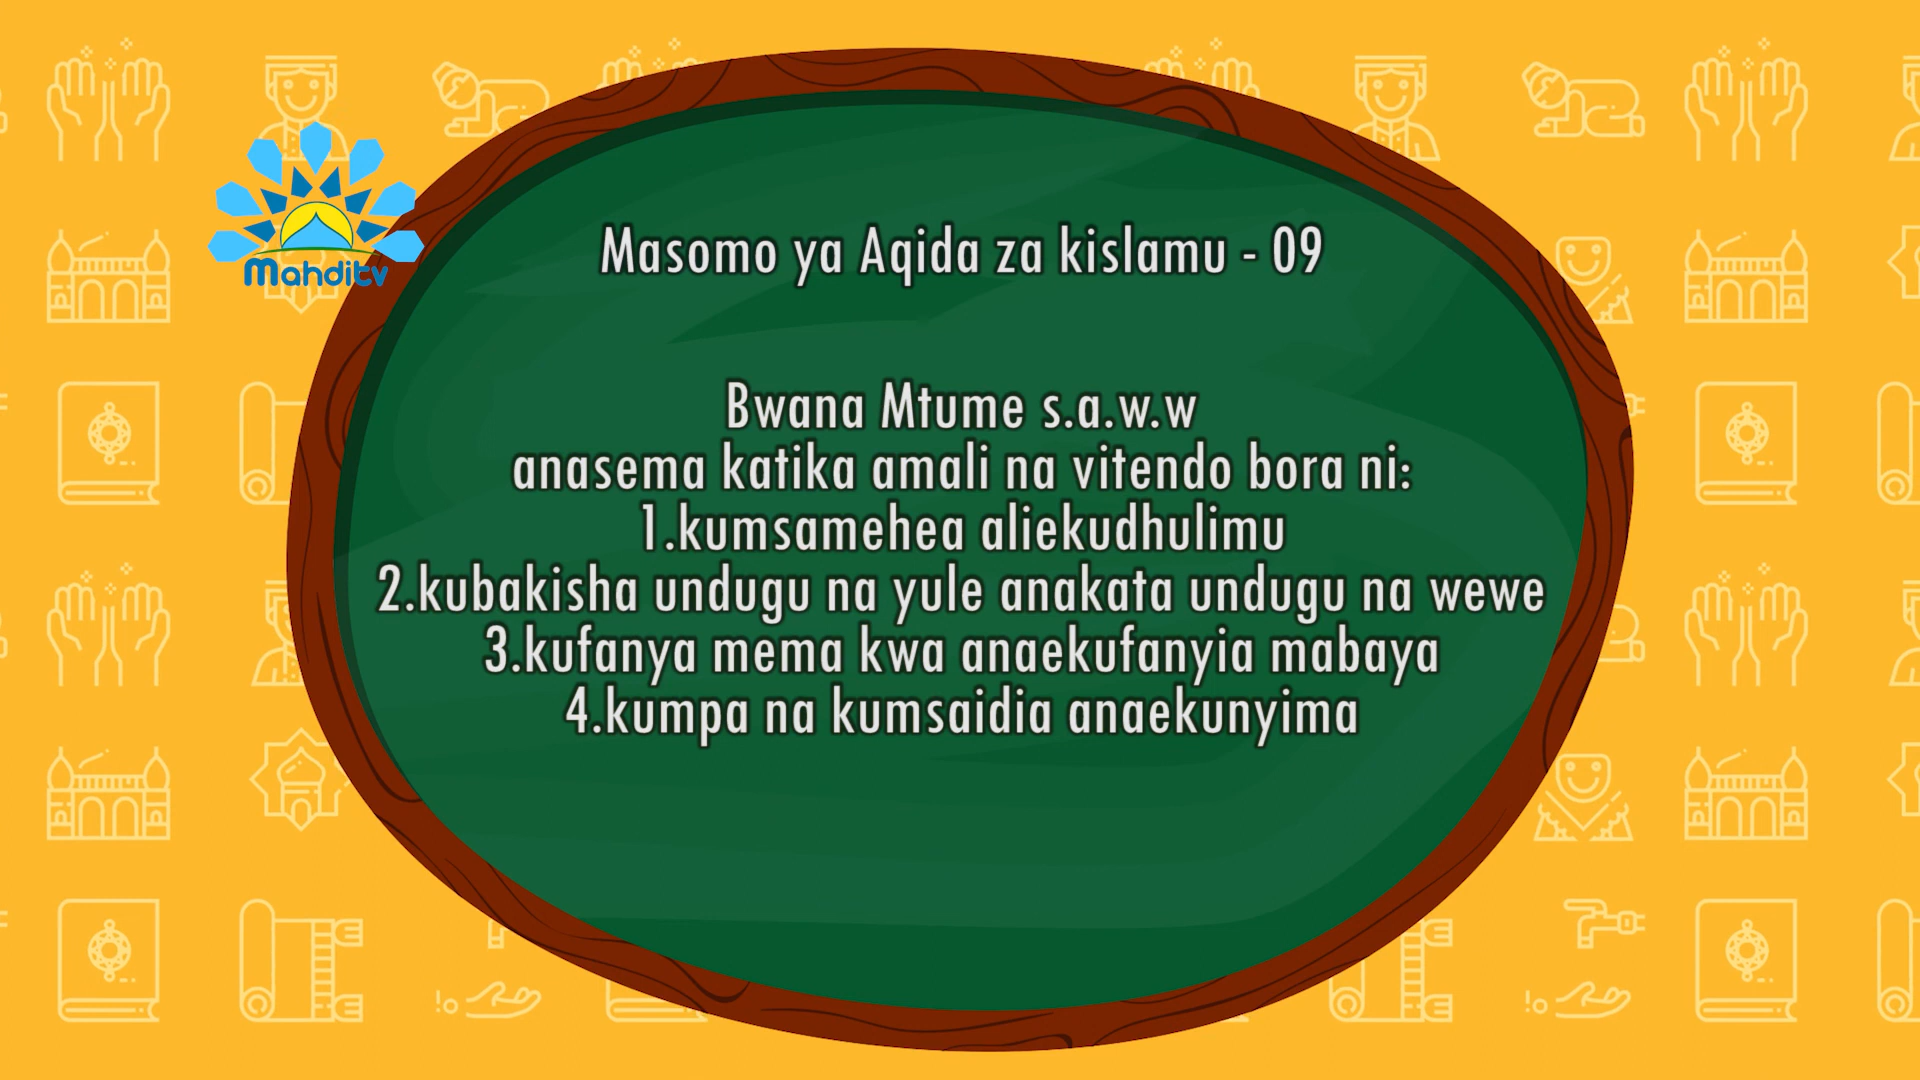 Mahditv
Masomo ya Aqida za kislamu - 09
Bwana Mtume s.a.w.w
anasema katika amali na vitendo bora ni:
1.kumsamehea aliekudhulimu
2.kubakisha undugu na yule anakata undugu na wewe
3.kufanya mema kwa anaekufanyia mabaya
4.kumpa na kumsaidia anaekunyima